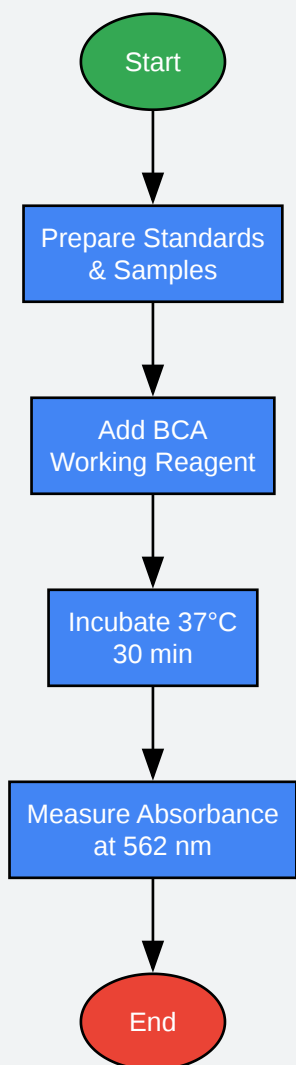 Start
Prepare Standards
& Samples
Add BCA
Working Reagent
Incubate 37°C
30 min
Measure Absorbance
at 562 nm
End